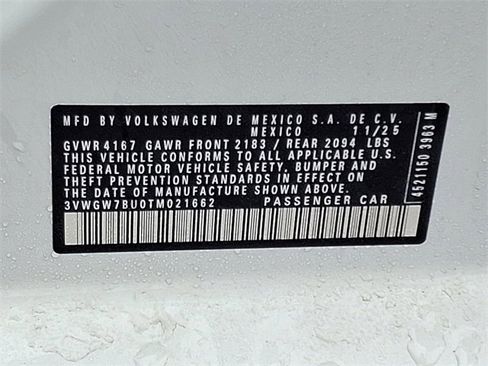 MFD BY VOLKSWAGEN DE MEXICO S.A. DE C.V.
MEXICO 11/25
GVWR 4167 GAWR FRONT 2183 / REAR 2094 LBS
THIS VEHICLE CONFORMS TO ALL APPLICABLE U.S.
FEDERAL MOTOR VEHICLE SAFETY, BUMPER AND
THEFT PREVENTION STANDARDS IN EFFECT ON
THE DATE OF MANUFACTURE SHOWN ABOVE
3VWGW7BU0TM021662 PASSENGER CAR
4521130 3963 M